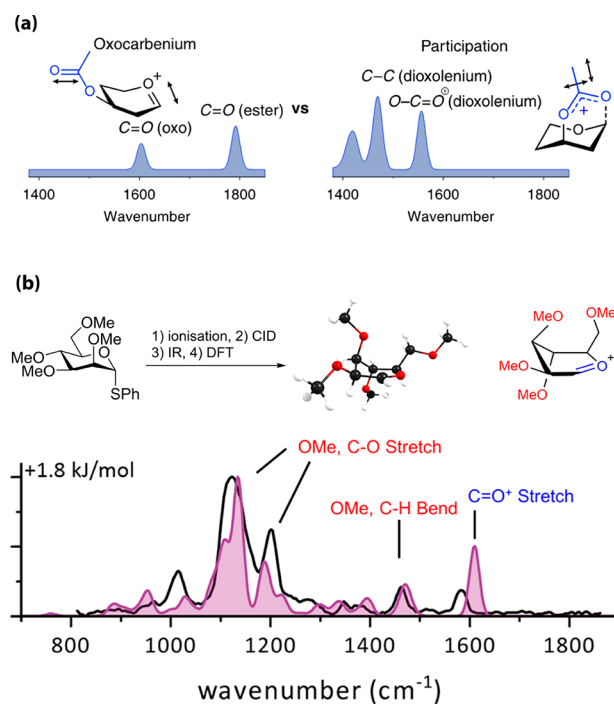 (a)
Oxocarbenium
O
O
O+
C=O (ester)
C=O (oxo)
1400 1600 1800
Wavenumber
vs
Participation
C–C (dioxolenium)
O–C=O⊕ (dioxolenium)
O
O
+
O
1400 1600 1800
Wavenumber
(b)
OMe
OMe
MeO
MeO
O
SPh
1) ionisation, 2) CID
3) IR, 4) DFT
MeO
OMe
MeO
MeO
O
+
+1.8 kJ/mol
OMe, C-O Stretch
OMe, C-H Bend
C=O⁺ Stretch
800 1000 1200 1400 1600 1800
wavenumber (cm⁻¹)